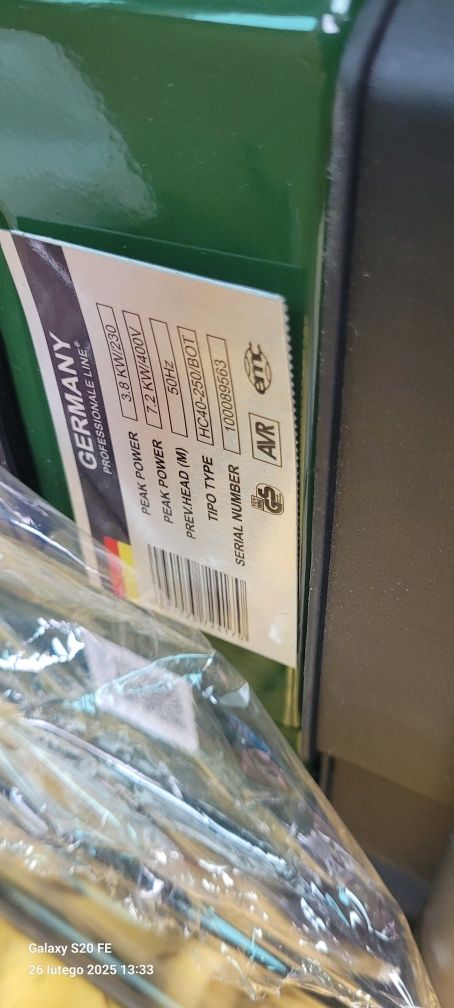 GERMANY
PROFESSIONALE LINE®
PEAK POWER 3.8 KW/230
PEAK POWER 7.2 KW/400V
PREV.HEAD (M) 50Hz
TIPO TYPE HC40-250/BOT
SERIAL NUMBER 100089563
GS AVR emc
Galaxy S20 FE
26 lutego 2025 13:33